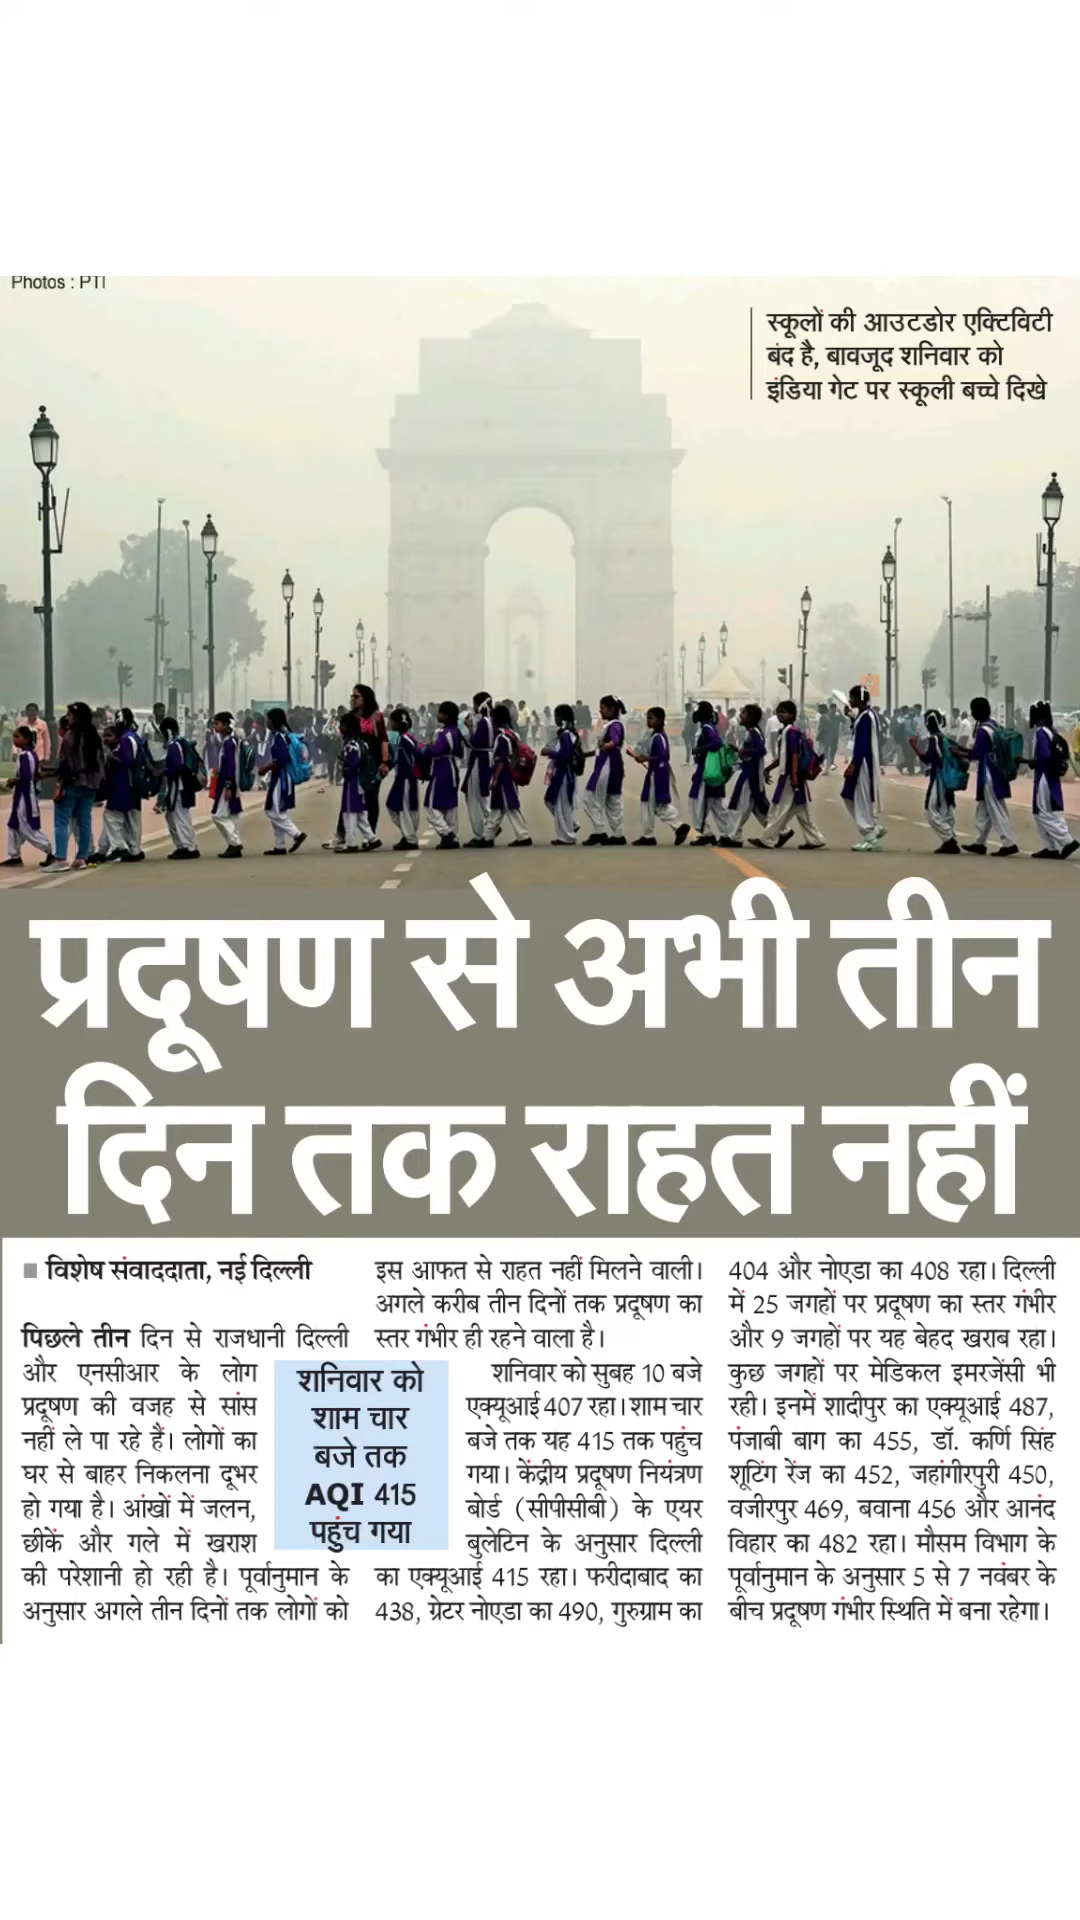 Photos : PTI
स्कूलों की आउटडोर एक्टिविटी
बंद है, बावजूद शनिवार को
इंडिया गेट पर स्कूली बच्चे दिखे
प्रदूषण से अभी तीन
दिन तक राहत नहीं
विशेष संवाददाता, नई दिल्ली
पिछले तीन दिन से राजधानी दिल्ली
और एनसीआर के लोग
प्रदूषण की वजह से सांस
नहीं ले पा रहे हैं। लोगों का
घर से बाहर निकलना दूभर
हो गया है। आंखों में जलन,
छीकें और गले में खराश
की परेशानी हो रही है। पूर्वानुमान के
अनुसार अगले तीन दिनों तक लोगों को
शनिवार को
शाम चार
बजे तक
AQI 415
पहुंच गया
इस आफत से राहत नहीं मिलने वाली।
अगले करीब तीन दिनों तक प्रदूषण का
स्तर गंभीर ही रहने वाला है।
शनिवार को सुबह 10 बजे
एक्यूआई 407 रहा। शाम चार
बजे तक यह 415 तक पहुंच
गया। केंद्रीय प्रदूषण नियंत्रण
बोर्ड (सीपीसीबी) के एयर
बुलेटिन के अनुसार दिल्ली
का एक्यूआई 415 रहा। फरीदाबाद का
438, ग्रेटर नोएडा का 490, गुरुग्राम का
404 और नोएडा का 408 रहा। दिल्ली
में 25 जगहों पर प्रदूषण का स्तर गंभीर
और 9 जगहों पर यह बेहद खराब रहा।
कुछ जगहों पर मेडिकल इमरजेंसी भी
रही। इनमें शादीपुर का एक्यूआई 487,
पंजाबी बाग का 455, डॉ. कर्णि सिंह
शूटिंग रेंज का 452, जहांगीरपुरी 450,
वजीरपुर 469, बवाना 456 और आनंद
विहार का 482 रहा। मौसम विभाग के
पूर्वानुमान के अनुसार 5 से 7 नवंबर के
बीच प्रदूषण गंभीर स्थिति में बना रहेगा।